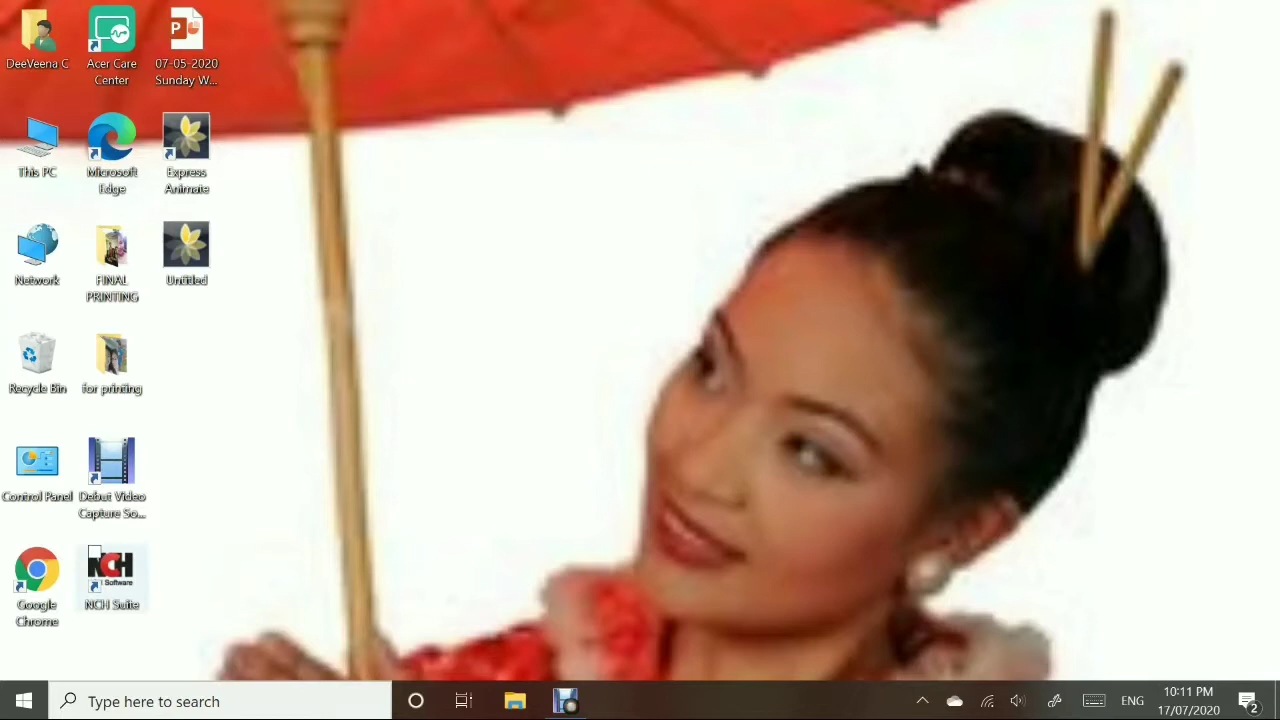 DeeVeena C
Acer Care
Center
07-05-2020
Sunday W...
This PC
Microsoft
Edge
Express
Animate
Network
FINAL
PRINTING
Untitled
Recycle Bin
for printing
Control Panel
Debut Video
Capture So...
Google
Chrome
NCH
Software
NCH Suite
Type here to search
ENG
10:11 PM
17/07/2020
2